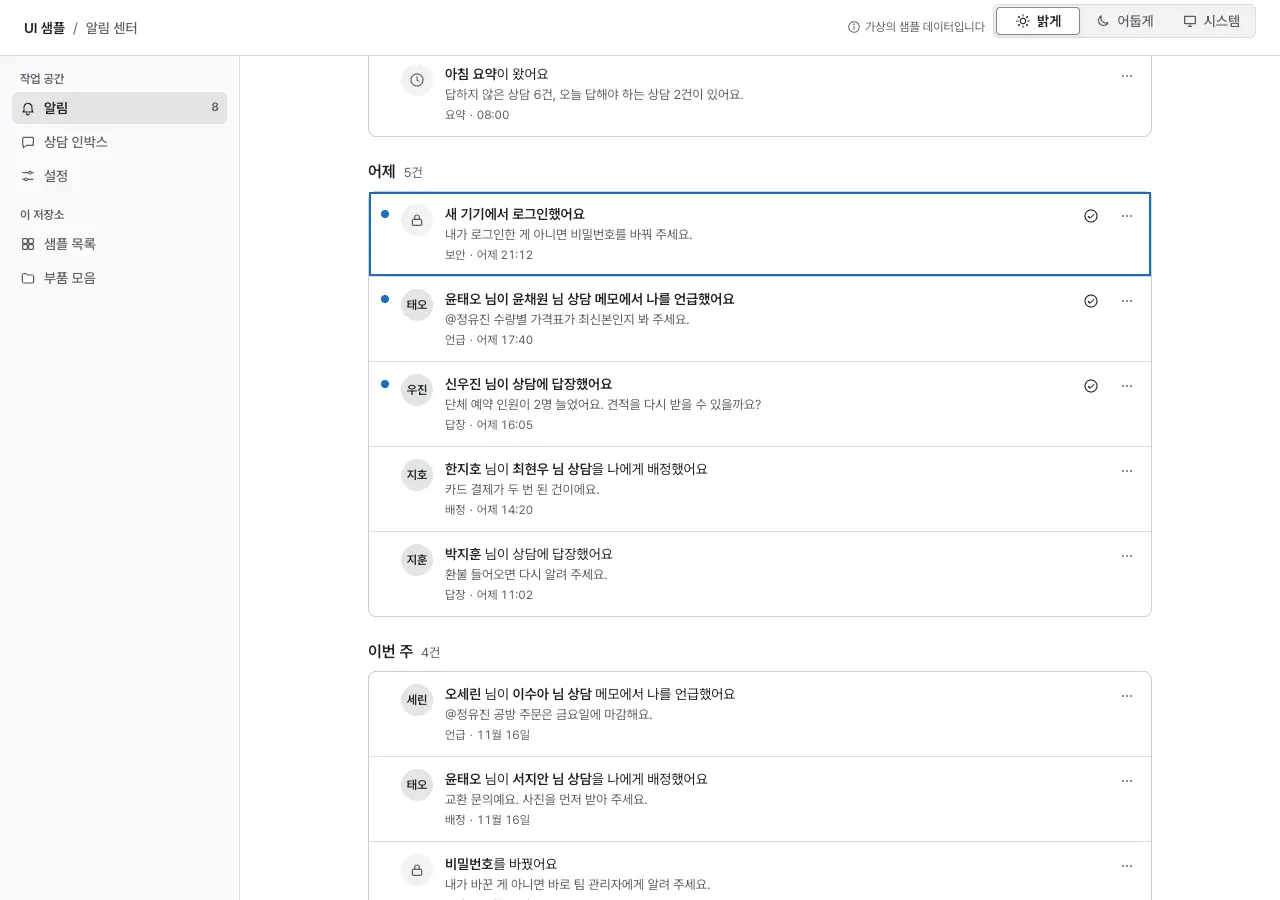 UI 샘플 / 알림 센터
가상의 샘플 데이터입니다
밝게
어둡게
시스템
작업 공간
알림 8
상담 인박스
설정
이 저장소
샘플 목록
부품 모음
아침 요약이 왔어요
답하지 않은 상담 6건, 오늘 답해야 하는 상담 2건이 있어요.
요약 · 08:00
어제 5건
새 기기에서 로그인했어요
내가 로그인한 게 아니면 비밀번호를 바꿔 주세요.
보안 · 어제 21:12
태오
윤태오 님이 윤채원 님 상담 메모에서 나를 언급했어요
@정유진 수량별 가격표가 최신본인지 봐 주세요.
언급 · 어제 17:40
우진
신우진 님이 상담에 답장했어요
단체 예약 인원이 2명 늘었어요. 견적을 다시 받을 수 있을까요?
답장 · 어제 16:05
지호
한지호 님이 최현우 님 상담을 나에게 배정했어요
카드 결제가 두 번 된 건이에요.
배정 · 어제 14:20
지훈
박지훈 님이 상담에 답장했어요
환불 들어오면 다시 알려 주세요.
답장 · 어제 11:02
이번 주 4건
세린
오세린 님이 이수아 님 상담 메모에서 나를 언급했어요
@정유진 공방 주문은 금요일에 마감해요.
언급 · 11월 16일
태오
윤태오 님이 서지안 님 상담을 나에게 배정했어요
교환 문의예요. 사진을 먼저 받아 주세요.
배정 · 11월 16일
비밀번호를 바꿨어요
내가 바꾼 게 아니면 바로 팀 관리자에게 알려 주세요.